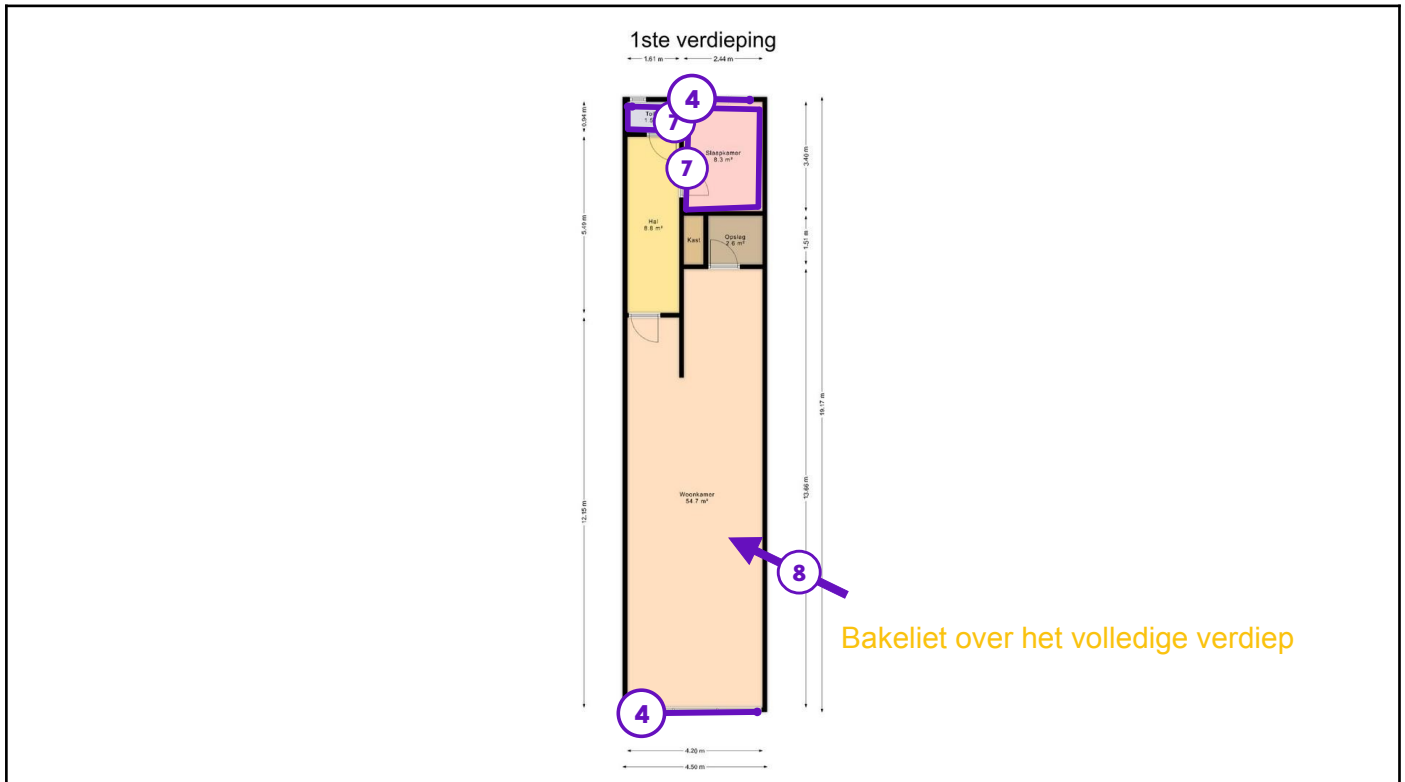 1ste verdieping
1.61 m
2.44 m
4
7
0.94 m
Slaapkamer
8.3 m²
7
3.40 m
5.49 m
Hal
8.8 m²
Kast
Opslag
2.6 m²
1.51 m
19.17 m
Woonkamer
54.7 m²
13.66 m
12.15 m
8
Bakeliet over het volledige verdiep
4
4.20 m
4.50 m